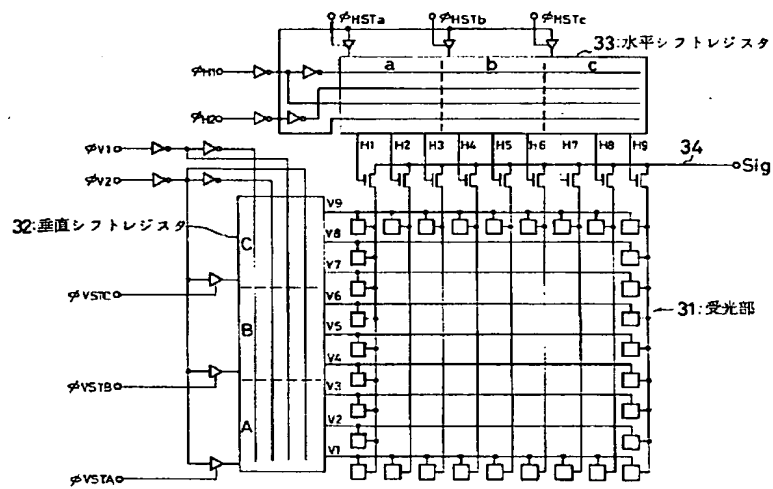 φHSTa φHSTb φHSTc
33:水平シフトレジスタ
a b c
φH1
φH2
H1 H2 H3 H4 H5 H6 H7 H8 H9
34
Sig
φV1
φV2
32:垂直シフトレジスタ
V9
V8
C
V7
φVSTC
V6
31:受光部
B
V5
V4
φVSTB
V3
A
V2
V1
φVSTA